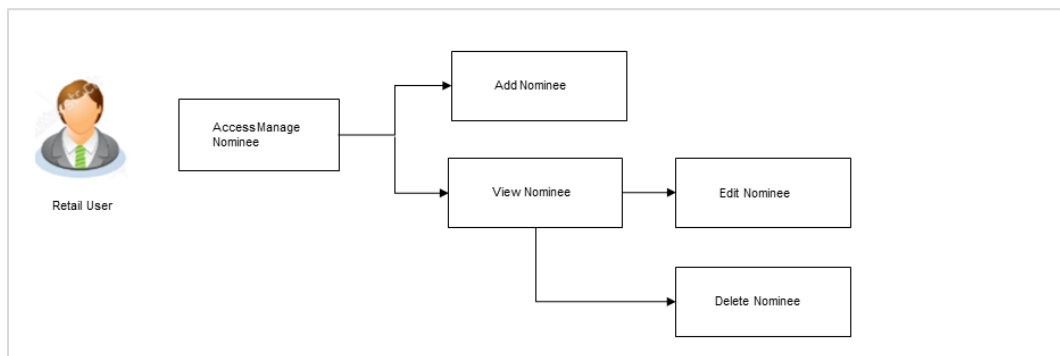 Add Nominee
Access Manage
Nominee
View Nominee
Edit Nominee
Retail User
Delete Nominee